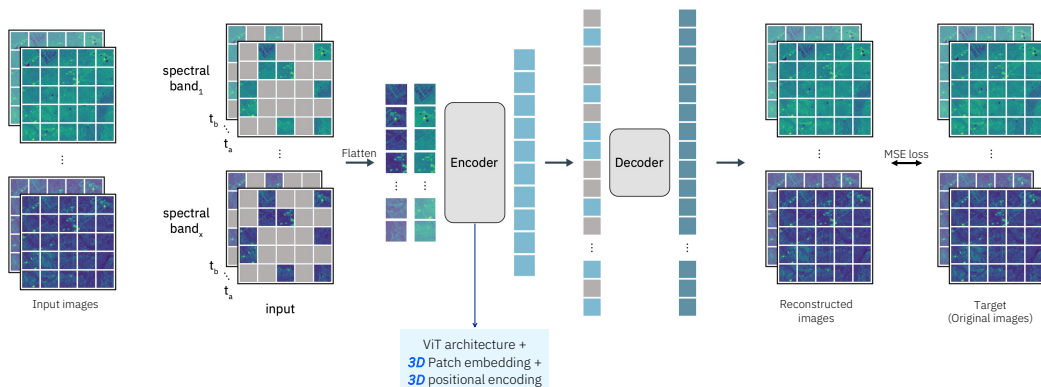 Input images
spectral
band1
tb
ta
⋮
spectral
bandx
tb
ta
input
Flatten
Encoder
ViT architecture +
3D Patch embedding +
3D positional encoding
Decoder
Reconstructed
images
MSE loss
Target
(Original images)